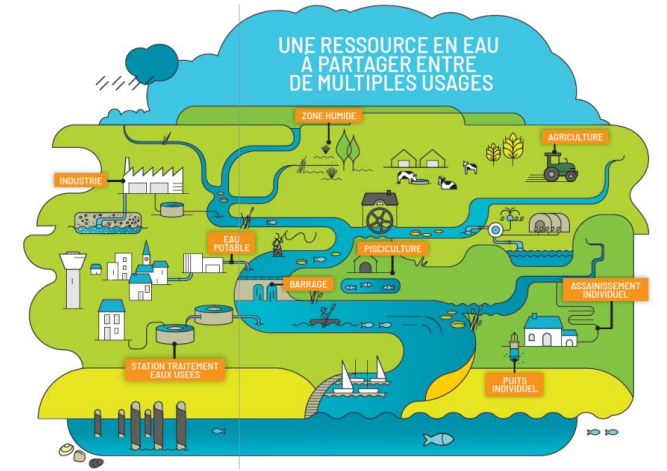 UNE RESSOURCE EN EAU
À PARTAGER ENTRE
DE MULTIPLES USAGES
ZONE HUMIDE
AGRICULTURE
INDUSTRIE
EAU
POTABLE
PISCICULTURE
BARRAGE
ASSAINISSEMENT
INDIVIDUEL
STATION TRAITEMENT
EAUX USEES
PUITS
INDIVIDUEL